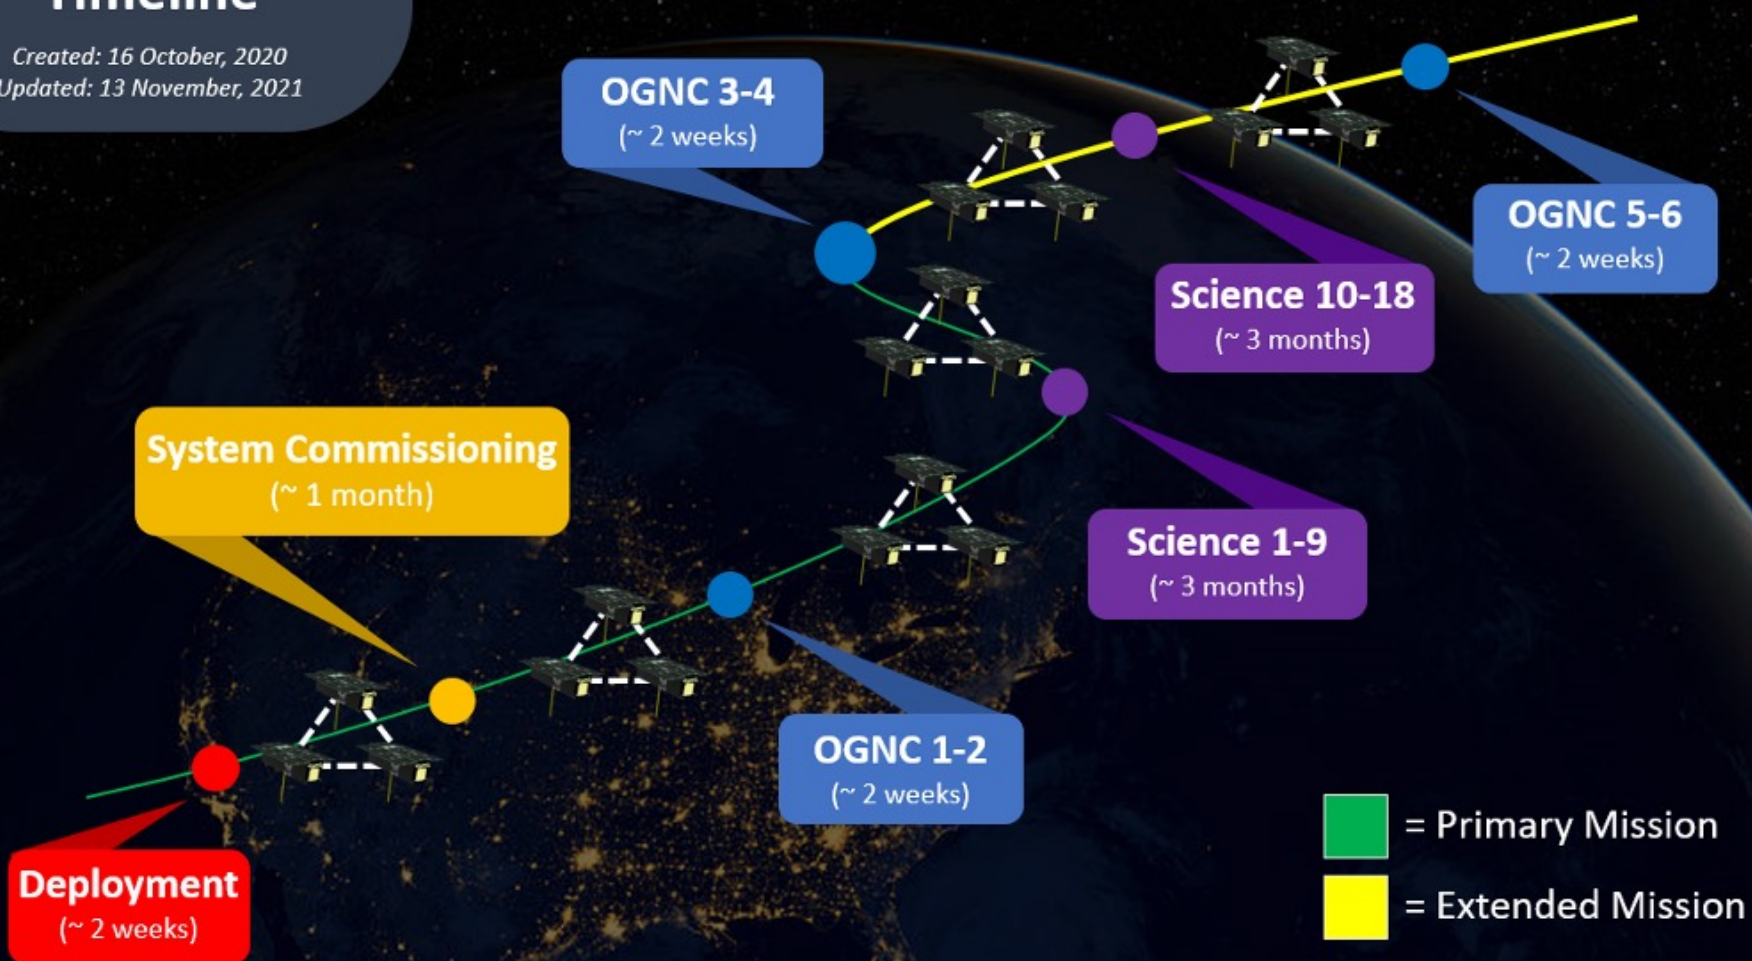 Timeline
Created: 16 October, 2020
Updated: 13 November, 2021
OGNC 3-4
(~ 2 weeks)
OGNC 5-6
(~ 2 weeks)
Science 10-18
(~ 3 months)
System Commissioning
(~ 1 month)
Science 1-9
(~ 3 months)
OGNC 1-2
(~ 2 weeks)
Deployment
(~ 2 weeks)
= Primary Mission
= Extended Mission